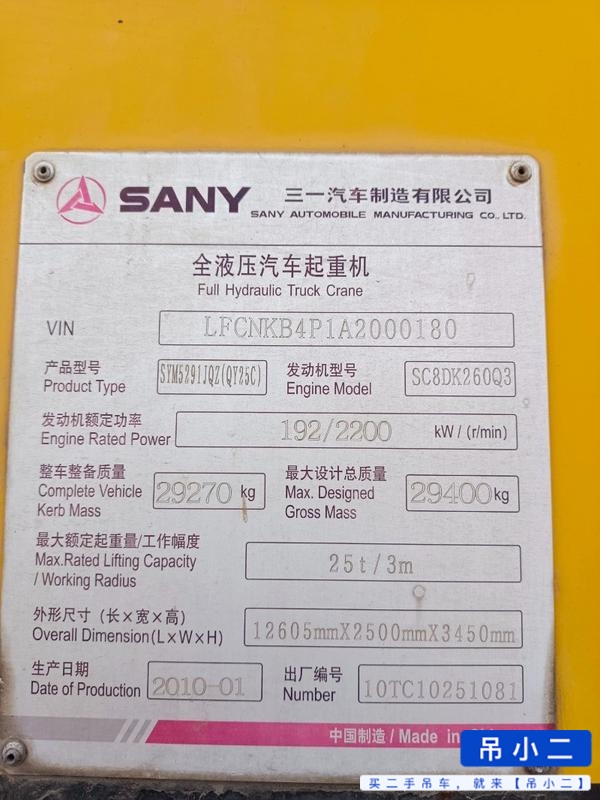 SANY 三一汽车制造有限公司
SANY AUTOMOBILE MANUFACTURING CO., LTD.
全液压汽车起重机
Full Hydraulic Truck Crane
VIN LFCNKB4P1A2000180
产品型号 发动机型号
Product Type SYM5291JQZ(QY25C) Engine Model SC8DK260Q3
发动机额定功率
Engine Rated Power 192/2200 kW / (r/min)
整车整备质量 最大设计总质量
Complete Vehicle Kerb Mass 29270 kg Max. Designed Gross Mass 29400 kg
最大额定起重量/工作幅度
Max.Rated Lifting Capacity
/ Working Radius 25t/3m
外形尺寸 (长×宽×高)
Overall Dimension(L×W×H) 12605mmX2500mmX3450mm
生产日期 出厂编号
Date of Production 2010-01 Number 10TC10251081
中国制造 / Made in
吊小二
买二手吊车，就来【吊小二】